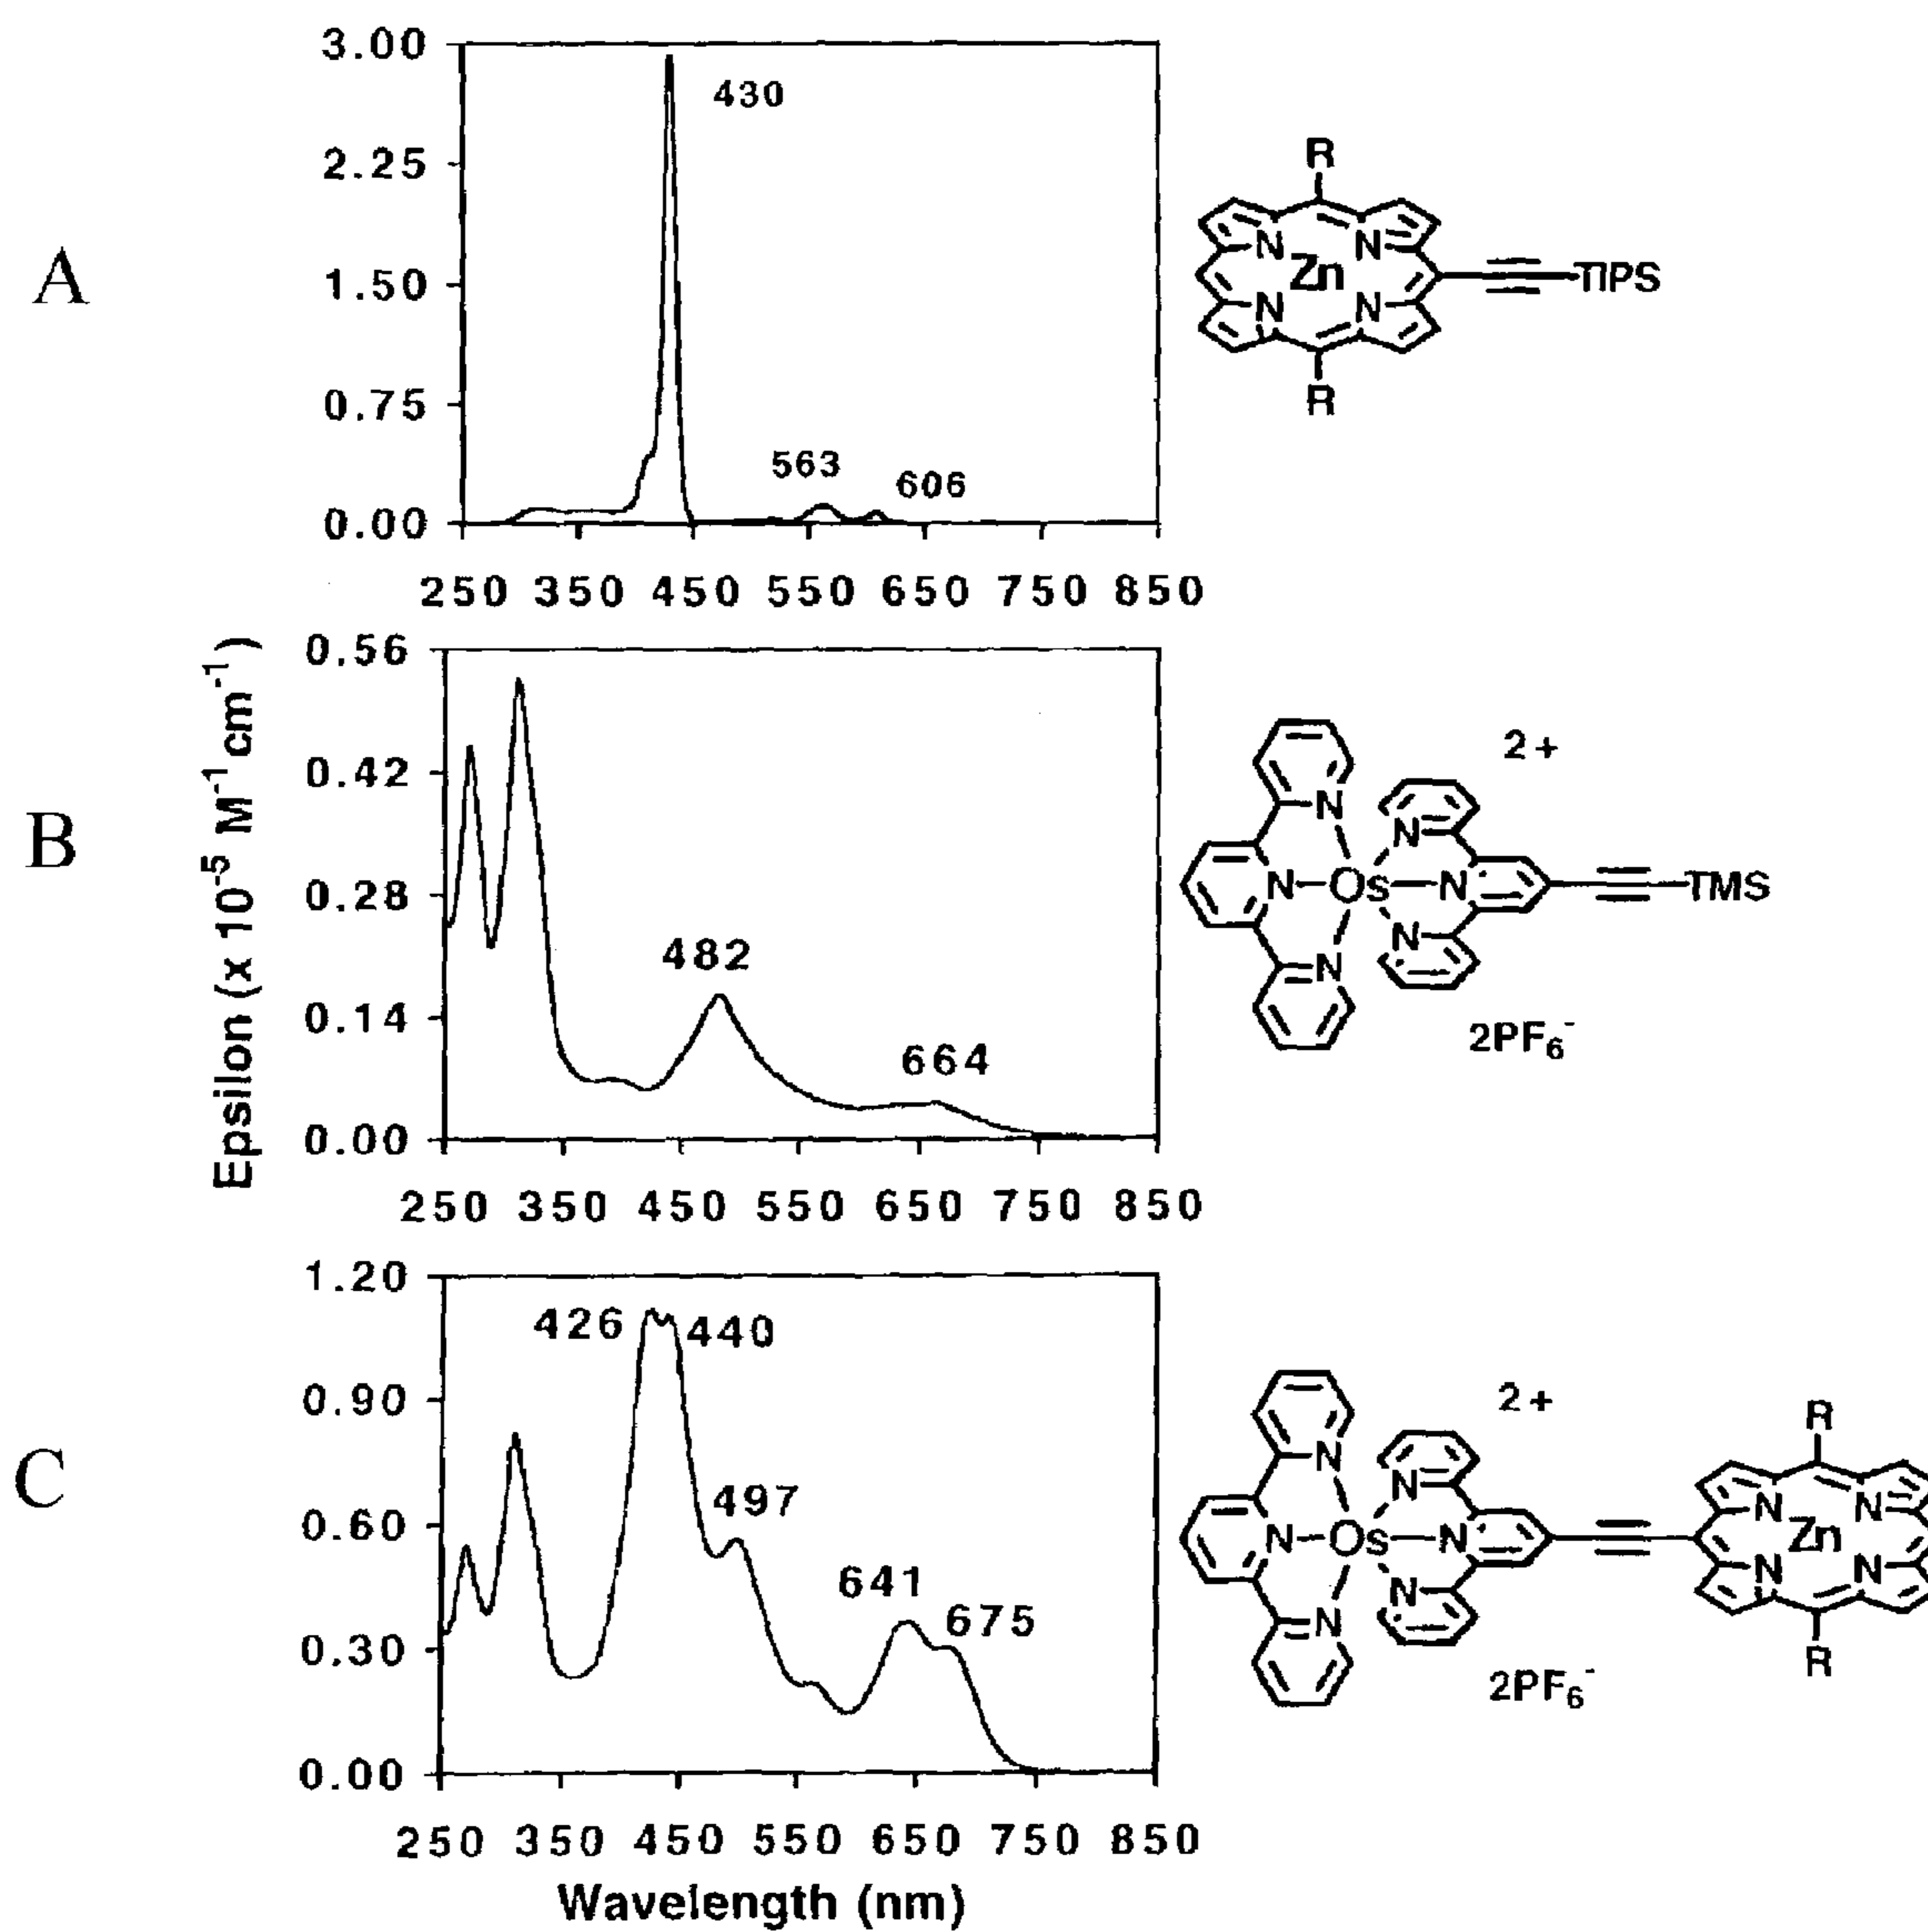 A
3.00
2.25
1.50
0.75
0.00
430
563
606
250 350 450 550 650 750 850
R
N N
Zn
N N
TIPS
R
B
Epsilon (x 10⁻⁵ M⁻¹ cm⁻¹)
0.56
0.42
0.28
0.14
0.00
482
664
250 350 450 550 650 750 850
2+
N N
N Os N
N N
TMS
2PF₆⁻
C
1.20
0.90
0.60
0.30
0.00
426 440
497
641
675
250 350 450 550 650 750 850
Wavelength (nm)
2+
R
N N N N
N Os N Zn
N N N N
R
2PF₆⁻